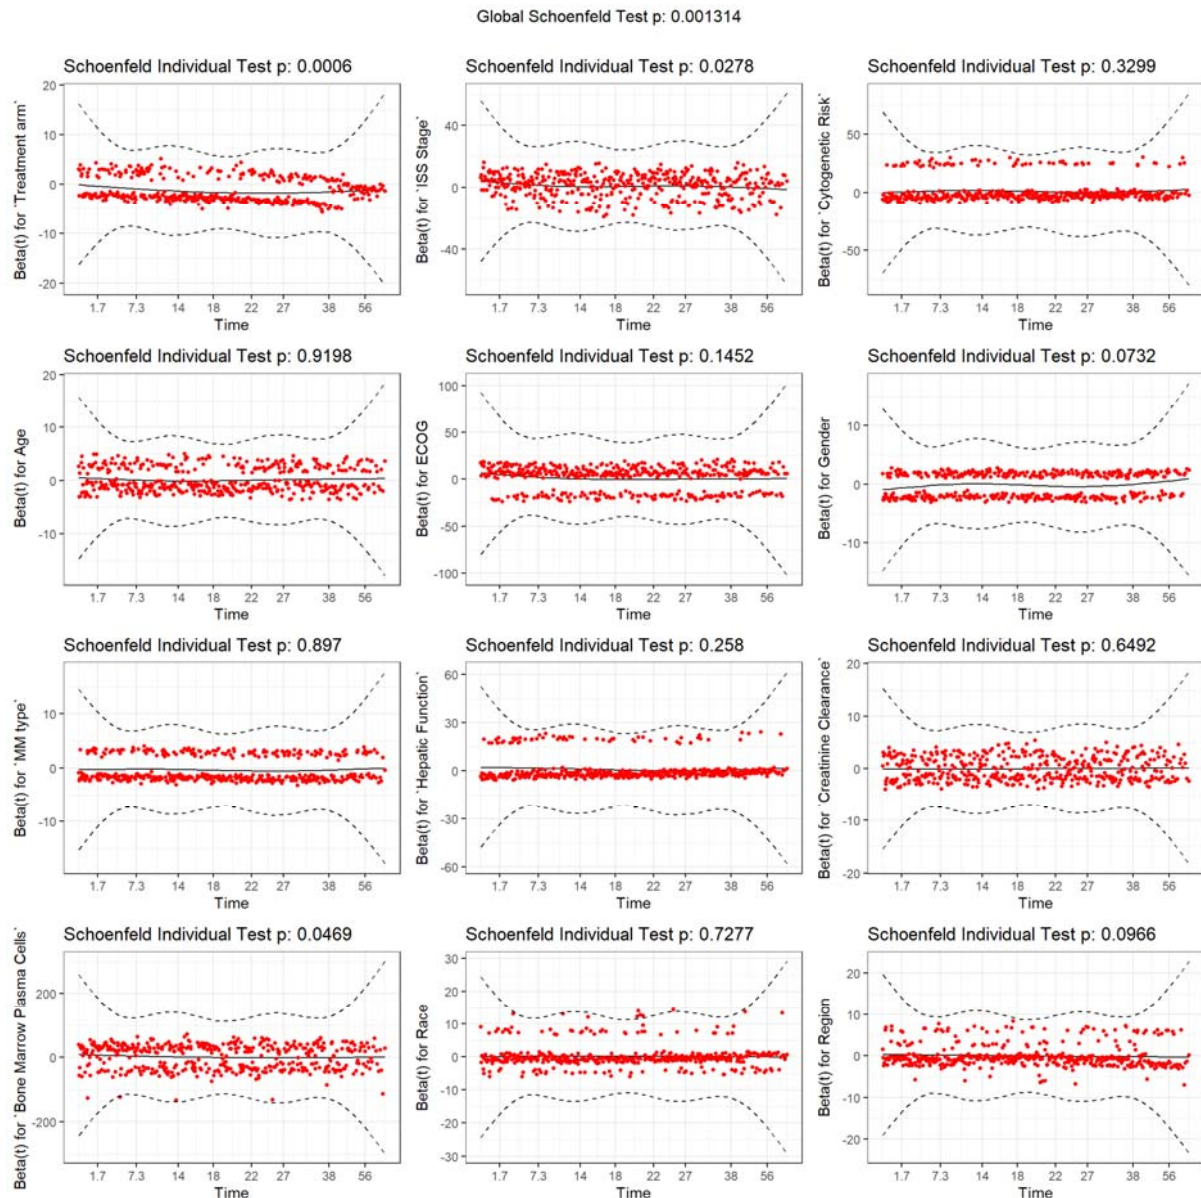 Global Schoenfeld Test p: 0.001314
Schoenfeld Individual Test p: 0.0006
Beta(t) for `Treatment arm`
20
10
0
-10
-20
1.7 7.3 14 18 22 27 38 56
Time
Schoenfeld Individual Test p: 0.0278
Beta(t) for `ISS Stage`
40
0
-40
1.7 7.3 14 18 22 27 38 56
Time
Schoenfeld Individual Test p: 0.3299
Beta(t) for `Cytogenetic Risk`
50
0
-50
1.7 7.3 14 18 22 27 38 56
Time
Schoenfeld Individual Test p: 0.9198
Beta(t) for Age
20
10
0
-10
1.7 7.3 14 18 22 27 38 56
Time
Schoenfeld Individual Test p: 0.1452
Beta(t) for ECOG
100
50
0
-50
-100
1.7 7.3 14 18 22 27 38 56
Time
Schoenfeld Individual Test p: 0.0732
Beta(t) for Gender
10
0
-10
1.7 7.3 14 18 22 27 38 56
Time
Schoenfeld Individual Test p: 0.897
Beta(t) for `MM type`
10
0
-10
1.7 7.3 14 18 22 27 38 56
Time
Schoenfeld Individual Test p: 0.258
Beta(t) for `Hepatic Function`
60
30
0
-30
-60
1.7 7.3 14 18 22 27 38 56
Time
Schoenfeld Individual Test p: 0.6492
Beta(t) for `Creatinine Clearance`
20
10
0
-10
-20
1.7 7.3 14 18 22 27 38 56
Time
Schoenfeld Individual Test p: 0.0469
Beta(t) for `Bone Marrow Plasma Cells`
200
0
-200
1.7 7.3 14 18 22 27 38 56
Time
Schoenfeld Individual Test p: 0.7277
Beta(t) for Race
30
20
10
0
-10
-20
-30
1.7 7.3 14 18 22 27 38 56
Time
Schoenfeld Individual Test p: 0.0966
Beta(t) for Region
20
10
0
-10
-20
1.7 7.3 14 18 22 27 38 56
Time